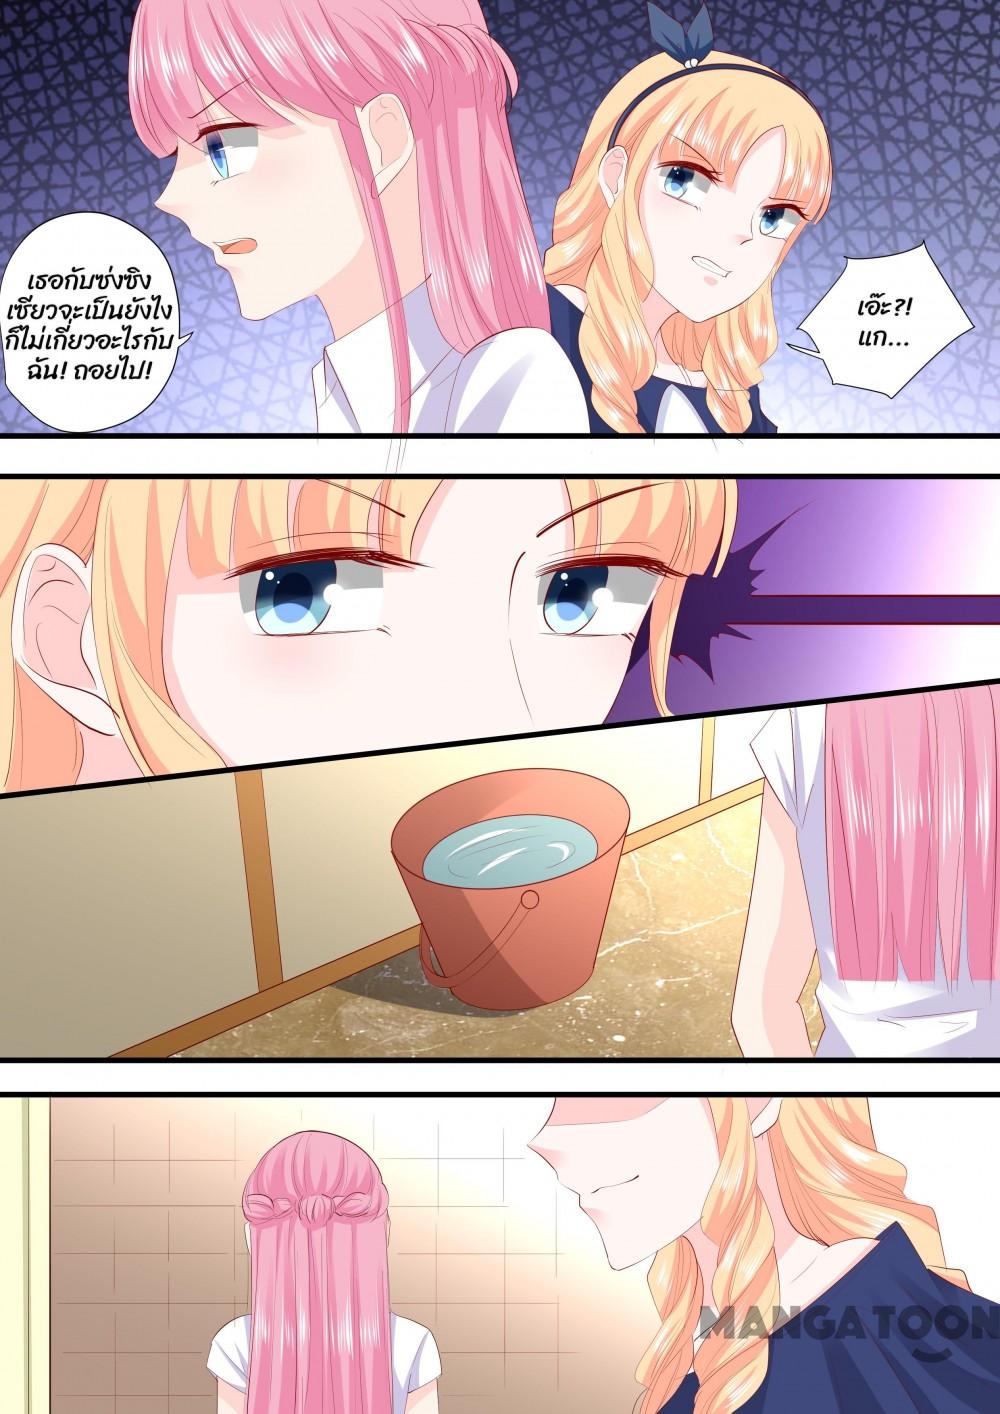 เธอกับซ่งซิง
เซียวจะเป็นยังไง
ก็ไม่เกี่ยวอะไรกับ
ฉัน! ถอยไป!
เอ๊ะ?!
แก...
MANGATOON